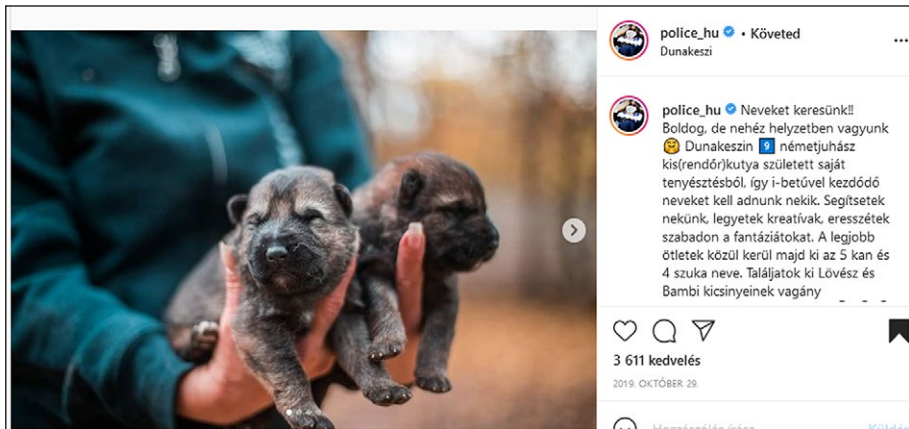 police_hu • Követed
Dunakeszi
...
police_hu Neveket keresünk!!
Boldog, de nehéz helyzetben vagyunk
🤗 Dunakeszin 9 németjuhász
kis(rendőr)kutya született saját
tenyésztésből, így i-betűvel kezdődő
neveket kell adnunk nekik. Segítsetek
nekünk, legyetek kreatívak, eresszétek
szabadon a fantáziátokat. A legjobb
ötletek közül kerül majd ki az 5 kan és
4 szuka neve. Találjatok ki Lövész és
Bambi kicsinyeinek vagány
3 611 kedvelés
2019. OKTÓBER 29.
Hozzászólás írása
Küldés